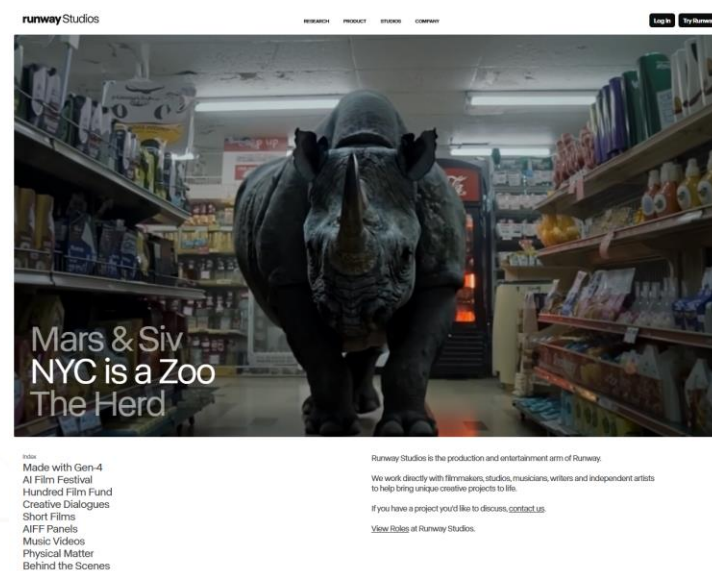 runway Studios
RESEARCH PRODUCT STUDIOS COMPANY
Log In Try Runwa
Mars & Siv
NYC is a Zoo
The Herd
Index
Made with Gen-4
AI Film Festival
Hundred Film Fund
Creative Dialogues
Short Films
AIFF Panels
Music Videos
Physical Matter
Behind the Scenes
Runway Studios is the production and entertainment arm of Runway.
We work directly with filmmakers, studios, musicians, writers and independent artists
to help bring unique creative projects to life.
If you have a project you'd like to discuss, contact us.
View Roles at Runway Studios.